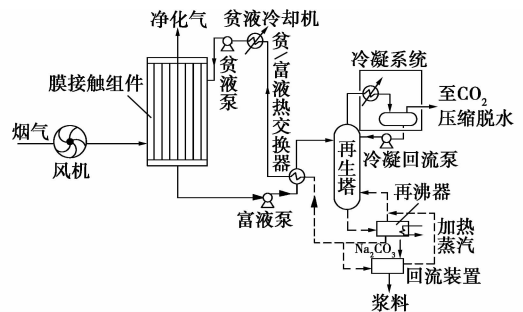 净化气
贫液冷却机
膜接触组件
贫液泵
贫/富液热交换器
冷凝系统
至CO2
压缩脱水
烟气
风机
再生塔
冷凝回流泵
再沸器
富液泵
加热
蒸汽
Na2CO3
回流装置
浆料